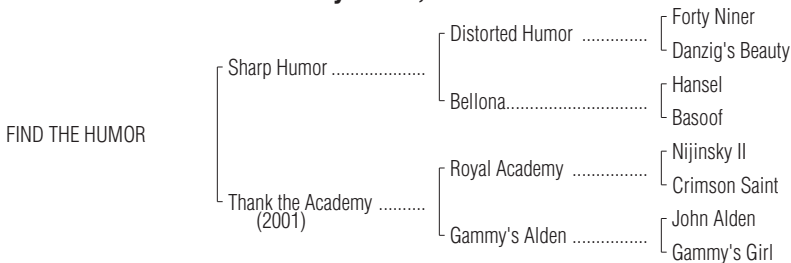 Forty Niner
Distorted Humor ..............
Danzig's Beauty
Sharp Humor ....................
Hansel
Bellona..............................
Basoof
FIND THE HUMOR
Nijinsky II
Royal Academy ................
Crimson Saint
Thank the Academy ..........
(2001)
John Alden
Gammy's Alden ................
Gammy's Girl